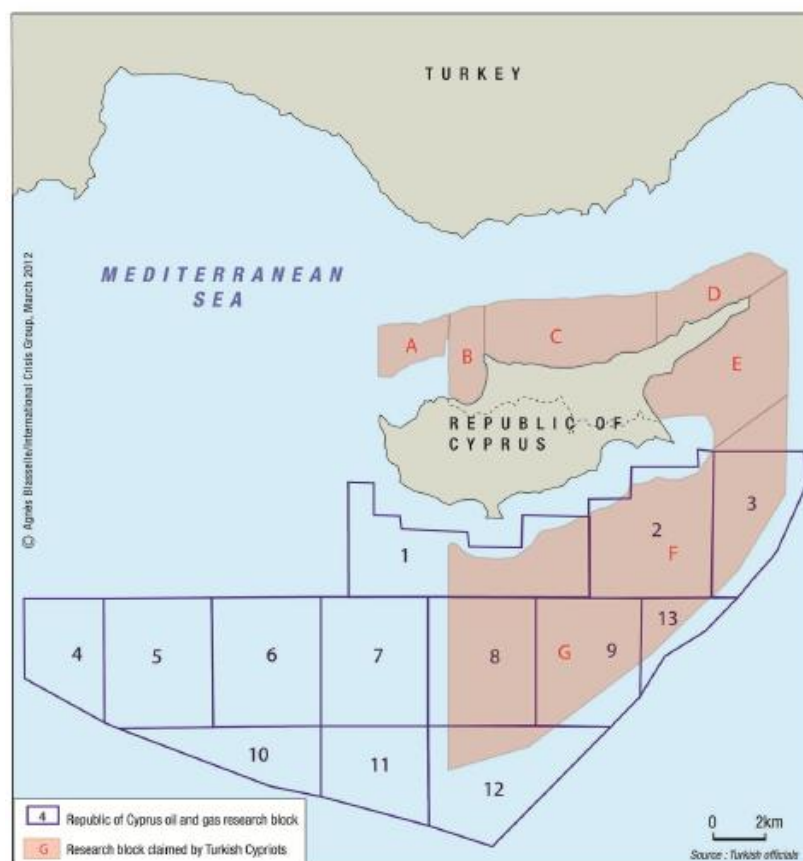 TURKEY
MEDITERRANEAN
SEA
© Agnès Blasselle/International Crisis Group, March 2012
A
B
C
D
E
REPUBLIC OF
CYPRUS
1
2
3
F
4
5
6
7
8
G
9
13
10
11
12
4 Republic of Cyprus oil and gas research block
G Research block claimed by Turkish Cypriots
0 2km
Source : Turkish officials